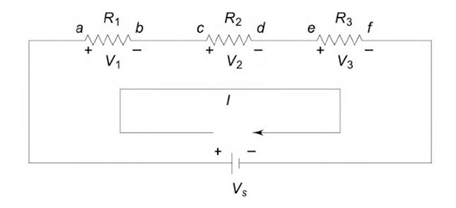 R1 R2 R3
a b c d e f
+ − + − + −
V1 V2 V3
I
+ −
Vs